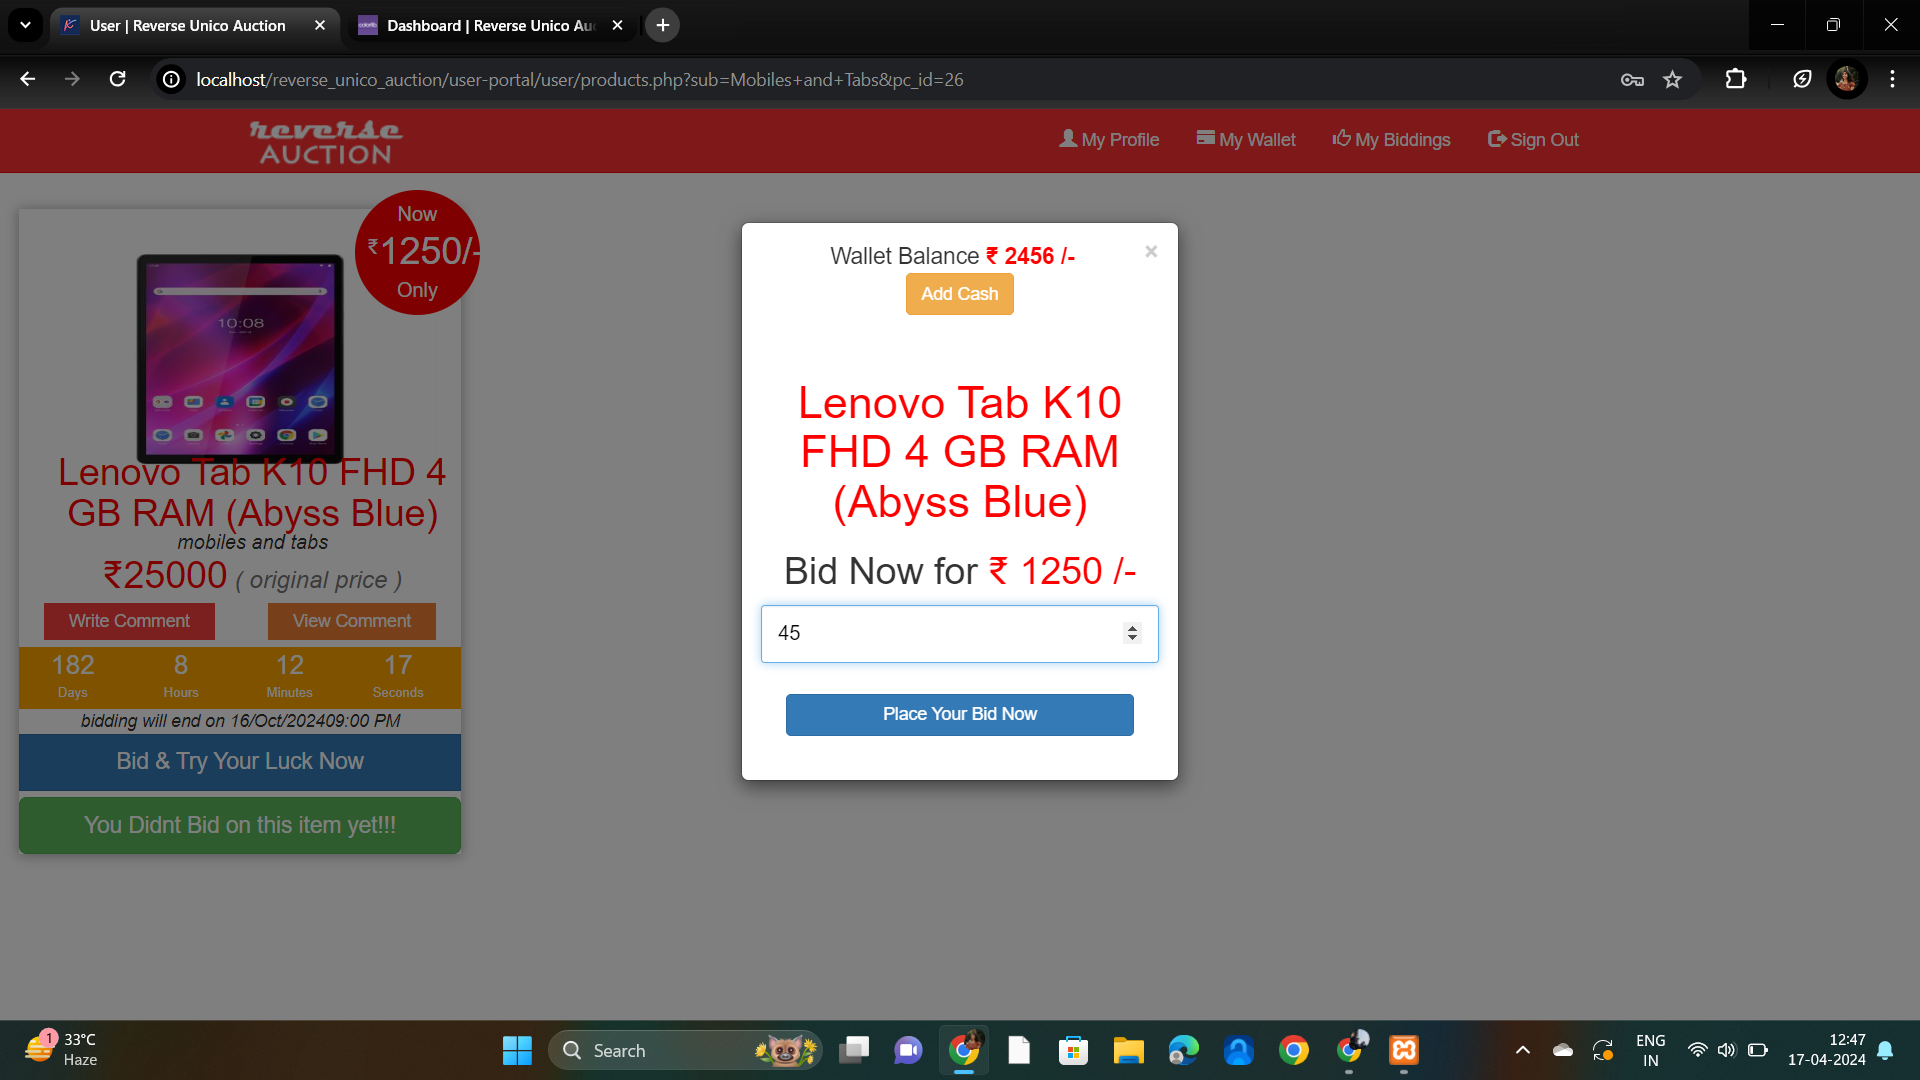 User | Reverse Unico Auction
Dashboard | Reverse Unico Au
localhost/reverse_unico_auction/user-portal/user/products.php?sub=Mobiles+and+Tabs&pc_id=26
reverse
AUCTION
My Profile
My Wallet
My Biddings
Sign Out
Now
₹1250/-
Only
10:08
Lenovo Tab K10 FHD 4
GB RAM (Abyss Blue)
mobiles and tabs
₹25000 ( original price )
Write Comment
View Comment
182 8 12 17
Days Hours Minutes Seconds
bidding will end on 16/Oct/202409:00 PM
Bid & Try Your Luck Now
You Didnt Bid on this item yet!!!
Wallet Balance ₹ 2456 /-
×
Add Cash
Lenovo Tab K10
FHD 4 GB RAM
(Abyss Blue)
Bid Now for ₹ 1250 /-
45
Place Your Bid Now
1
33°C
Haze
Search
ENG
IN
12:47
17-04-2024